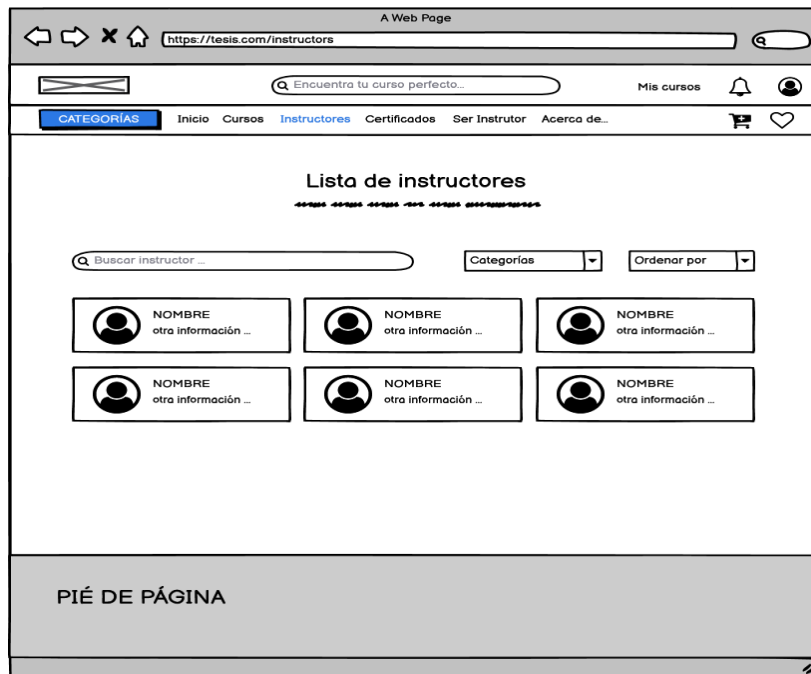 A Web Page
https://tesis.com/instructors
Encuentra tu curso perfecto...
Mis cursos
CATEGORÍAS Inicio Cursos Instructores Certificados Ser Instrutor Acerca de...
Lista de instructores
Buscar instructor ...
Categorías
Ordenar por
NOMBRE
otra información ...
NOMBRE
otra información ...
NOMBRE
otra información ...
NOMBRE
otra información ...
NOMBRE
otra información ...
NOMBRE
otra información ...
PIÉ DE PÁGINA